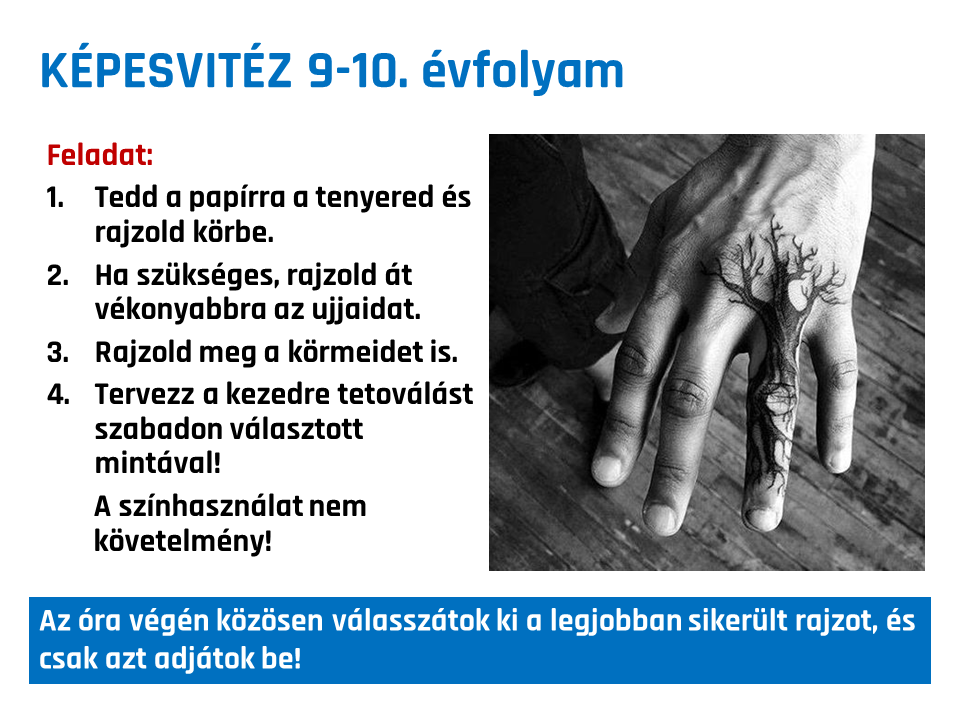 KÉPESVITÉZ 9-10. évfolyam
Feladat:
1. Tedd a papírra a tenyered és
rajzold körbe.
2. Ha szükséges, rajzold át
vékonyabbra az ujjaidat.
3. Rajzold meg a körmeidet is.
4. Tervezz a kezedre tetoválást
szabadon választott
mintával!
A színhasználat nem
követelmény!
Az óra végén közösen válasszátok ki a legjobban sikerült rajzot, és
csak azt adjátok be!